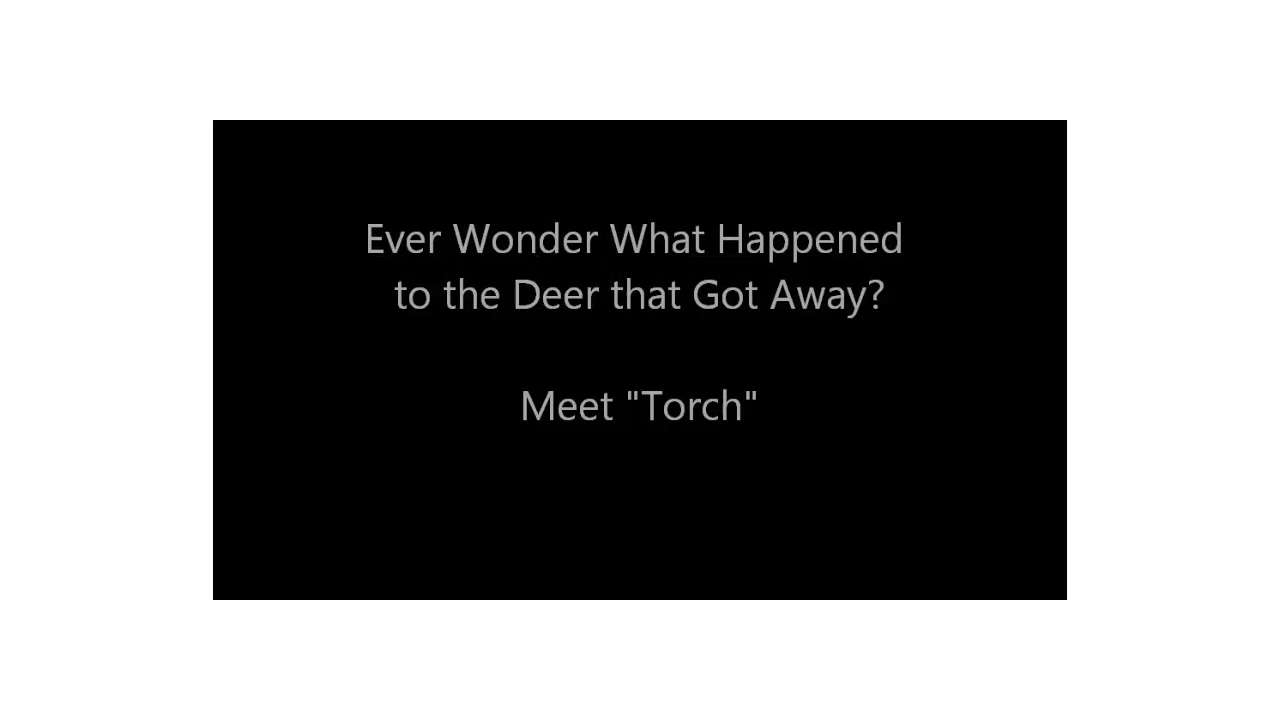 Ever Wonder What Happened
to the Deer that Got Away?
Meet "Torch"